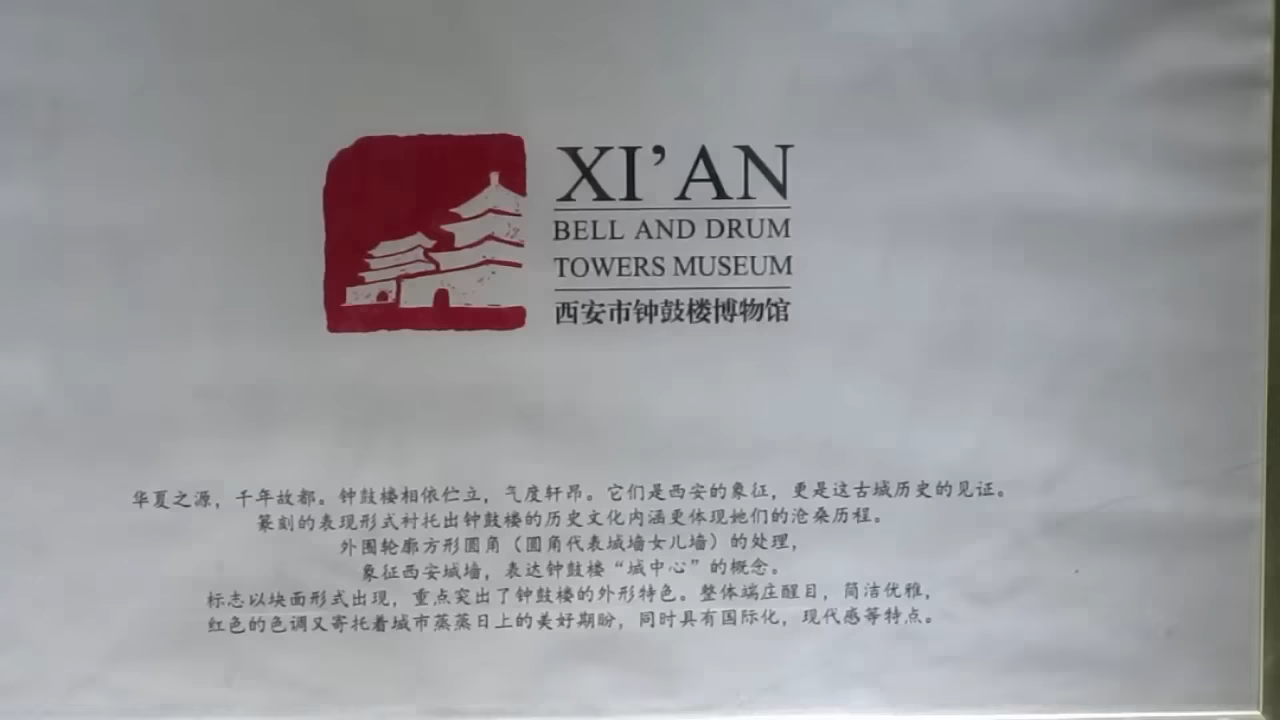 XI’AN
BELL AND DRUM
TOWERS MUSEUM
西安市钟鼓楼博物馆
华夏之源，千年故都。钟鼓楼相依伫立，气度轩昂。它们是西安的象征，更是这古城历史的见证。
篆刻的表现形式衬托出钟鼓楼的历史文化内涵更体现她们的沧桑历程。
外围轮廓方形圆角（圆角代表城墙女儿墙）的处理，
象征西安城墙，表达钟鼓楼“城中心”的概念。
标志以块面形式出现，重点突出了钟鼓楼的外形特色。整体端庄醒目，简洁优雅，
红色的色调又寄托着城市蒸蒸日上的美好期盼，同时具有国际化，现代感等特点。